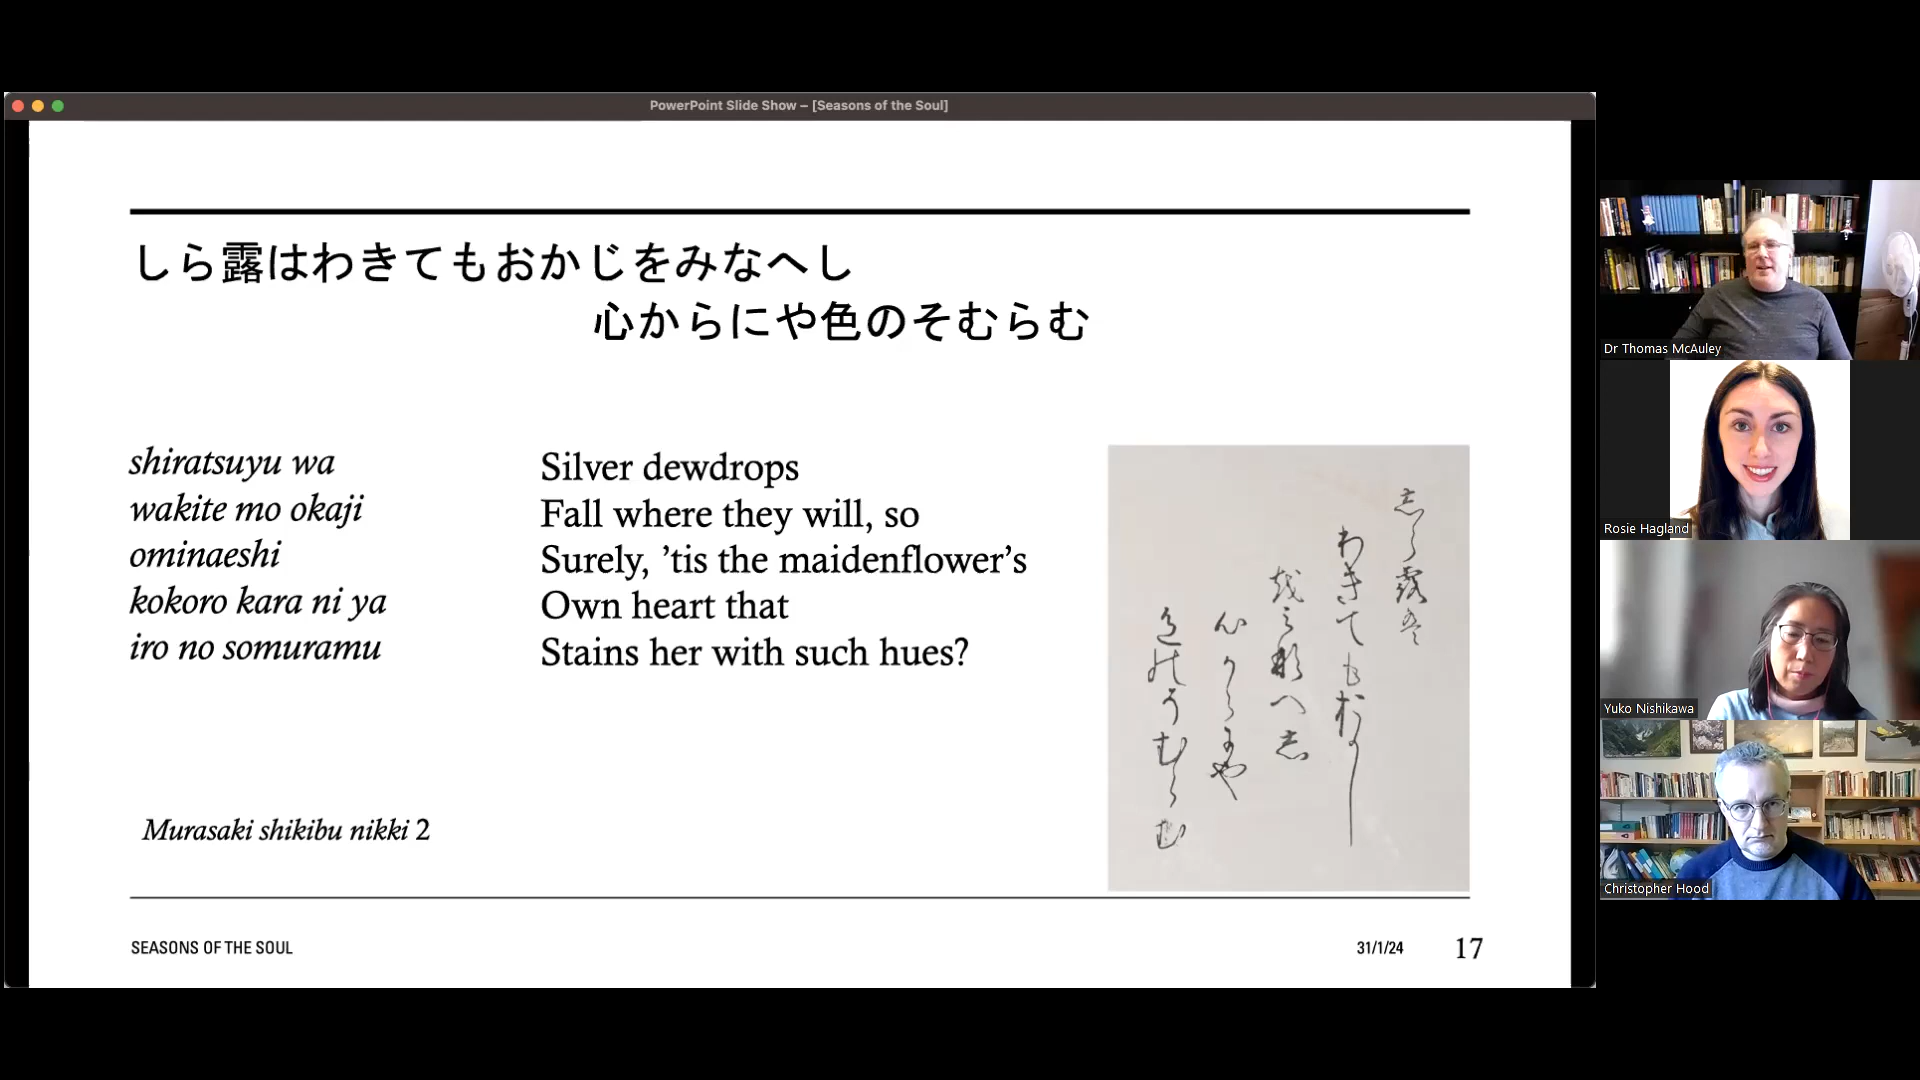 PowerPoint Slide Show – [Seasons of the Soul]
しら露はわきてもおかじをみなへし
心からにや色のそむらむ
shiratsuyu wa
wakite mo okaji
ominaeshi
kokoro kara ni ya
iro no somuramu
Silver dewdrops
Fall where they will, so
Surely, ’tis the maidenflower’s
Own heart that
Stains her with such hues?
Murasaki shikibu nikki 2
SEASONS OF THE SOUL
31/1/24
17
Dr Thomas McAuley
Rosie Hagland
Yuko Nishikawa
Christopher Hood